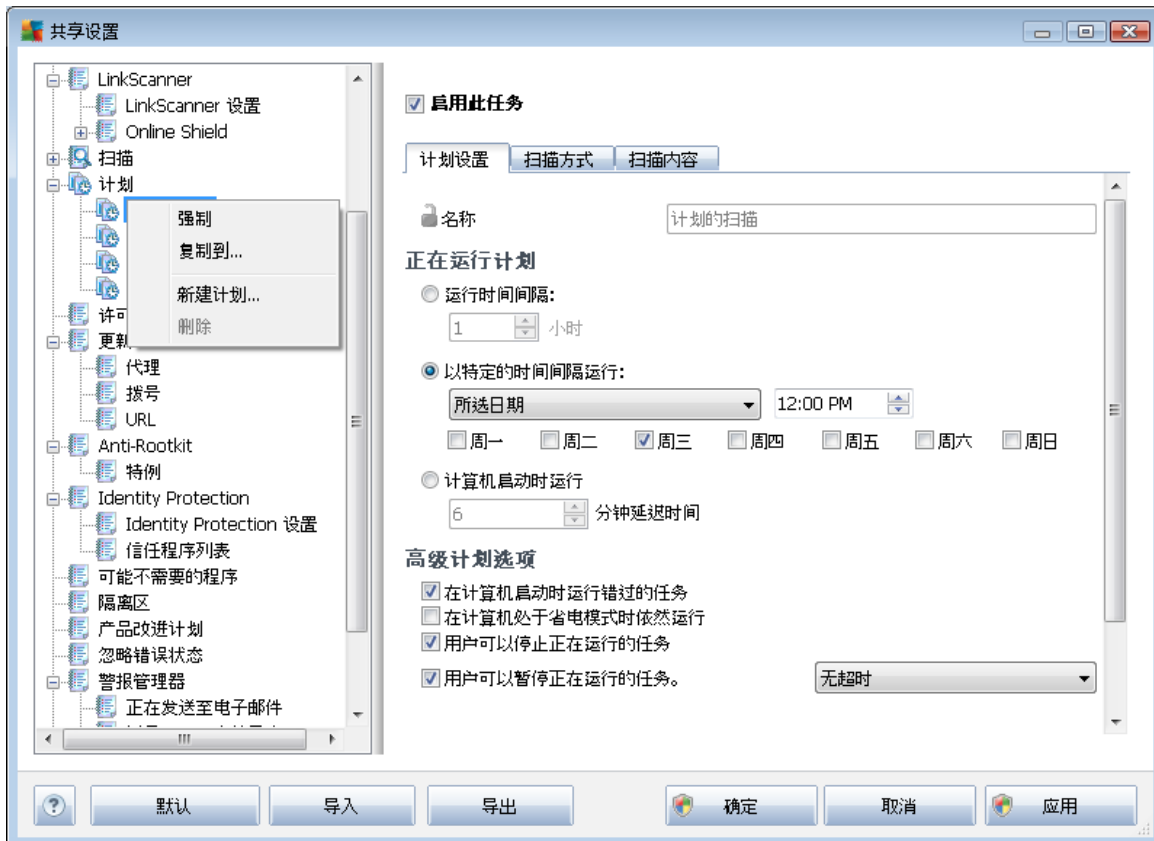 共享设置
LinkScanner
LinkScanner 设置
Online Shield
扫描
计划
强制
复制到...
新建计划...
删除
许可
更新
代理
拨号
URL
Anti-Rootkit
特例
Identity Protection
Identity Protection 设置
信任程序列表
可能不需要的程序
隔离区
产品改进计划
忽略错误状态
警报管理器
正在发送至电子邮件
启用此任务
计划设置 扫描方式 扫描内容
名称 计划的扫描
正在运行计划
运行时间间隔:
1 小时
以特定的时间间隔运行:
所选日期 12:00 PM
周一 周二 周三 周四 周五 周六 周日
计算机启动时运行
6 分钟延迟时间
高级计划选项
在计算机启动时运行错过的任务
在计算机处于省电模式时依然运行
用户可以停止正在运行的任务
用户可以暂停正在运行的任务。 无超时
? 默认 导入 导出 确定 取消 应用